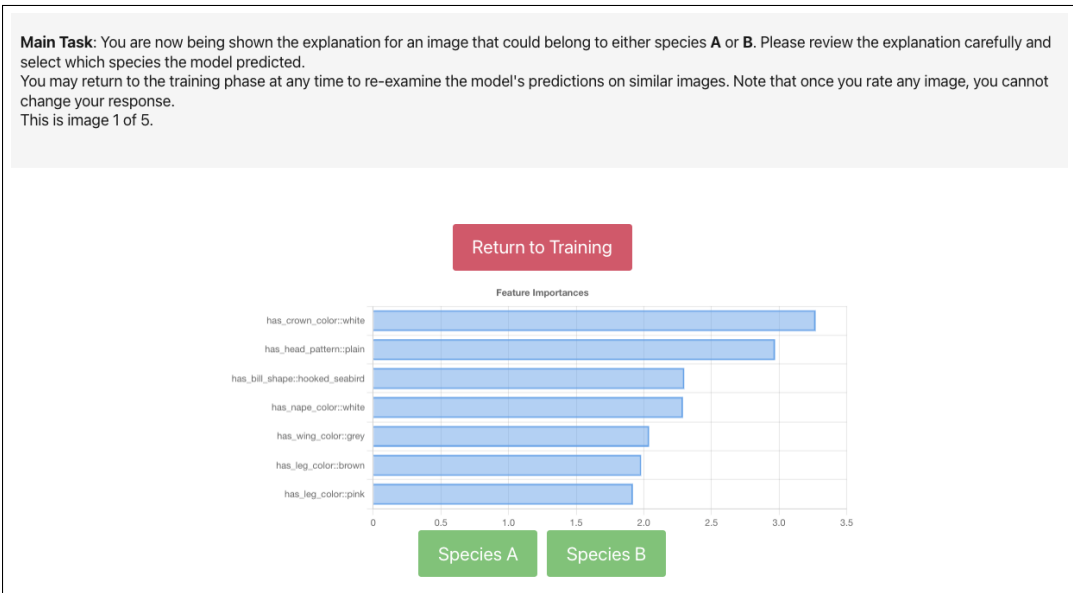 Main Task: You are now being shown the explanation for an image that could belong to either species A or B. Please review the explanation carefully and
select which species the model predicted.
You may return to the training phase at any time to re-examine the model's predictions on similar images. Note that once you rate any image, you cannot
change your response.
This is image 1 of 5.
Return to Training
Feature Importances
has_crown_color::white
has_head_pattern::plain
has_bill_shape::hooked_seabird
has_nape_color::white
has_wing_color::grey
has_leg_color::brown
has_leg_color::pink
0 0.5 1.0 1.5 2.0 2.5 3.0 3.5
Species A Species B